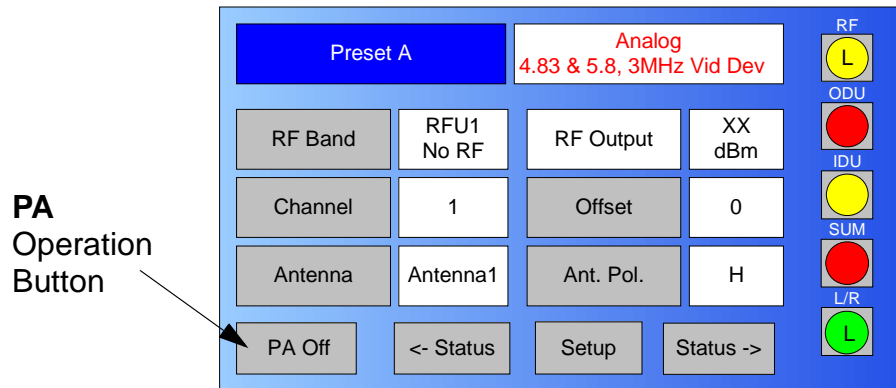 Preset A
Analog
4.83 & 5.8, 3MHz Vid Dev
RF
L
ODU
RF Band
RFU1
No RF
RF Output
XX
dBm
IDU
Channel
1
Offset
0
SUM
Antenna
Antenna1
Ant. Pol.
H
L/R
L
PA Off
<- Status
Setup
Status ->
PA
Operation
Button